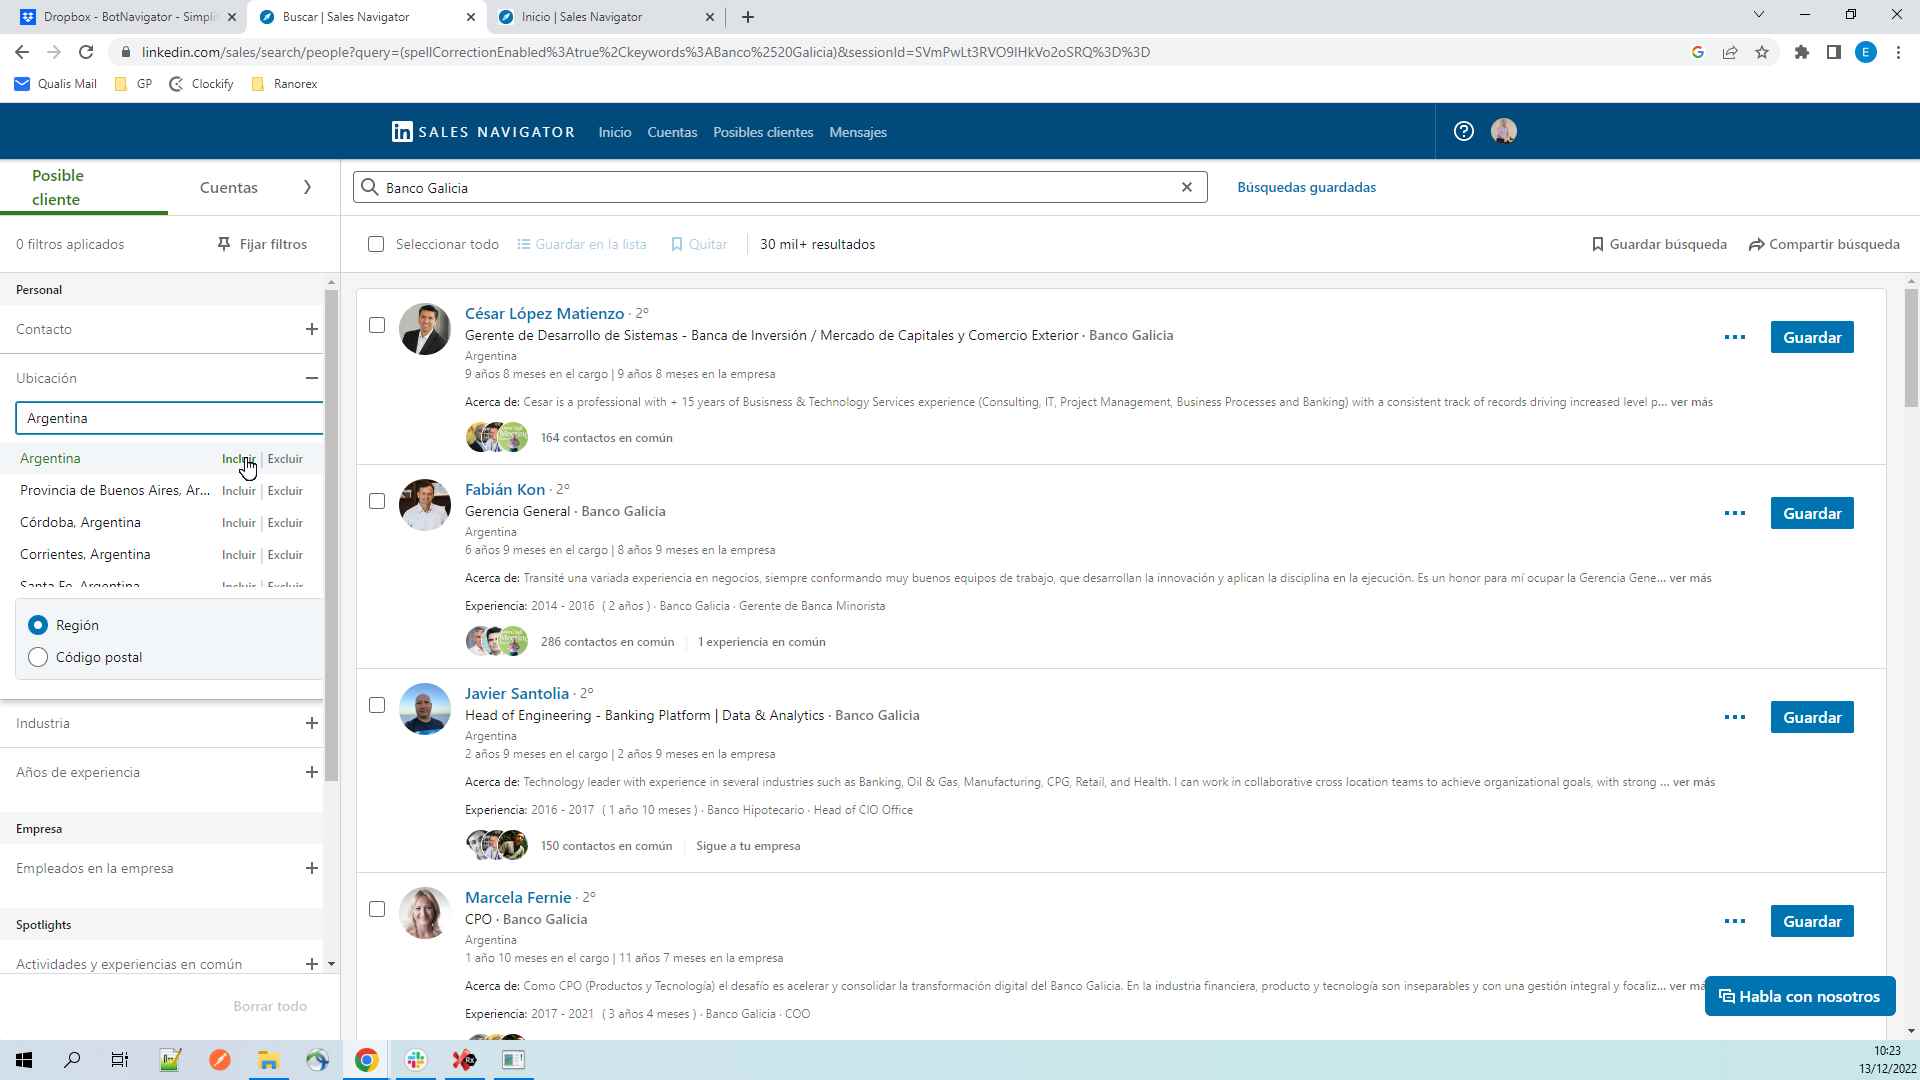 Dropbox - BotNavigator - Simpli
Buscar | Sales Navigator
Inicio | Sales Navigator
linkedin.com/sales/search/people?query=(spellCorrectionEnabled%3Atrue%2Ckeywords%3ABanco%2520Galicia)&sessionId=SVmPwLt3RVO9IHkVo2oSRQ%3D%3D
E
Qualis Mail
GP
Clockify
Ranorex
in SALES NAVIGATOR
Inicio
Cuentas
Posibles clientes
Mensajes
Posible cliente
Cuentas
Banco Galicia
Búsquedas guardadas
0 filtros aplicados
Fijar filtros
Seleccionar todo
Guardar en la lista
Quitar
30 mil+ resultados
Guardar búsqueda
Compartir búsqueda
Personal
Contacto
Ubicación
Argentina
Argentina Incluir | Excluir
Provincia de Buenos Aires, Ar... Incluir | Excluir
Córdoba, Argentina Incluir | Excluir
Corrientes, Argentina Incluir | Excluir
Santa Fe, Argentina Incluir | Excluir
Región
Código postal
Industria
Años de experiencia
Empresa
Empleados en la empresa
Spotlights
Actividades y experiencias en común
Borrar todo
César López Matienzo · 2º
Gerente de Desarrollo de Sistemas - Banca de Inversión / Mercado de Capitales y Comercio Exterior · Banco Galicia
Argentina
9 años 8 meses en el cargo | 9 años 8 meses en la empresa
Acerca de: Cesar is a professional with + 15 years of Busisness & Technology Services experience (Consulting, IT, Project Management, Business Processes and Banking) with a consistent track of records driving increased level p... ver más
164 contactos en común
Guardar
Fabián Kon · 2º
Gerencia General · Banco Galicia
Argentina
6 años 9 meses en el cargo | 8 años 9 meses en la empresa
Acerca de: Transité una variada experiencia en negocios, siempre conformando muy buenos equipos de trabajo, que desarrollan la innovación y aplican la disciplina en la ejecución. Es un honor para mí ocupar la Gerencia Gene... ver más
Experiencia: 2014 - 2016 ( 2 años ) · Banco Galicia · Gerente de Banca Minorista
286 contactos en común
1 experiencia en común
Guardar
Javier Santolia · 2º
Head of Engineering - Banking Platform | Data & Analytics · Banco Galicia
Argentina
2 años 9 meses en el cargo | 2 años 9 meses en la empresa
Acerca de: Technology leader with experience in several industries such as Banking, Oil & Gas, Manufacturing, CPG, Retail, and Health. I can work in collaborative cross location teams to achieve organizational goals, with strong ... ver más
Experiencia: 2016 - 2017 ( 1 año 10 meses ) · Banco Hipotecario · Head of CIO Office
150 contactos en común
Sigue a tu empresa
Guardar
Marcela Fernie · 2º
CPO · Banco Galicia
Argentina
1 año 10 meses en el cargo | 11 años 7 meses en la empresa
Acerca de: Como CPO (Productos y Tecnología) el desafío es acelerar y consolidar la transformación digital del Banco Galicia. En la industria financiera, producto y tecnología son inseparables y con una gestión integral y focaliz... ver más
Experiencia: 2017 - 2021 ( 3 años 4 meses ) · Banco Galicia · COO
Guardar
Habla con nosotros
10:23
13/12/2022